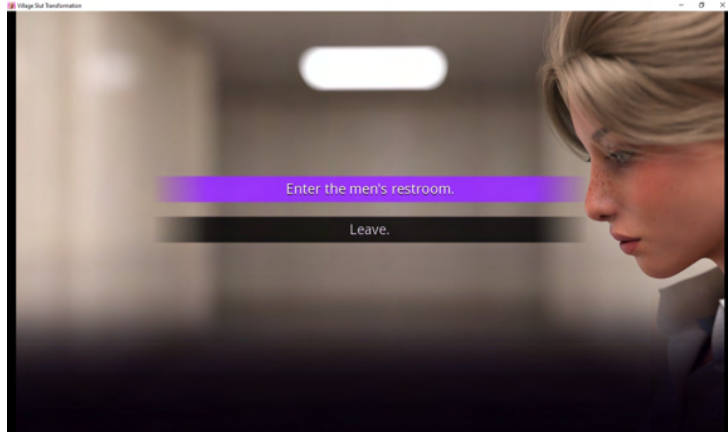 Village Slut Transformation
Enter the men's restroom.
Leave.